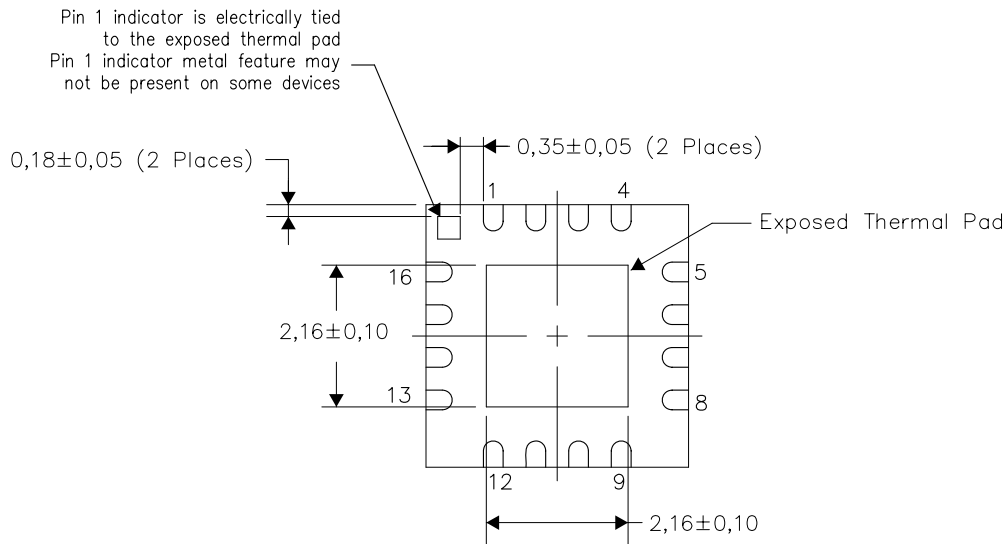 Pin 1 indicator is electrically tied
to the exposed thermal pad
Pin 1 indicator metal feature may
not be present on some devices
0,18±0,05 (2 Places)
0,35±0,05 (2 Places)
1
4
Exposed Thermal Pad
16
5
2,16±0,10
13
8
12
9
2,16±0,10